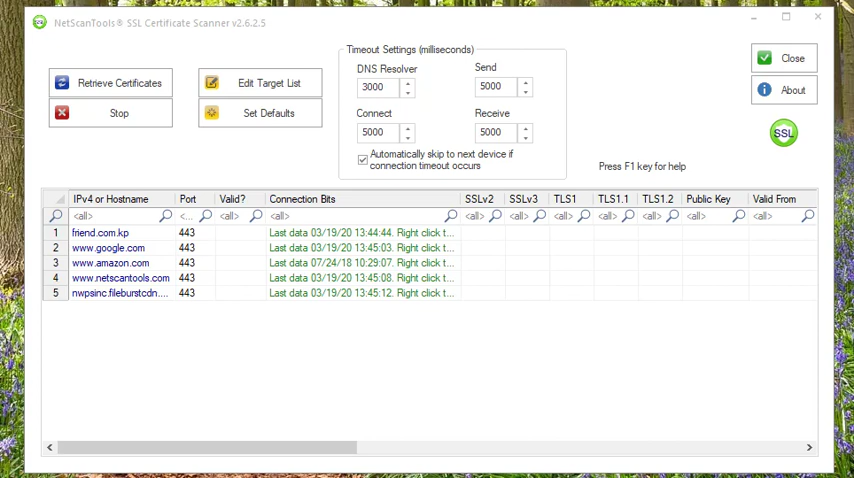 NetScanTools® SSL Certificate Scanner v2.6.2.5
Retrieve Certificates
Edit Target List
Stop
Set Defaults
Timeout Settings (milliseconds)
DNS Resolver
Send
3000
5000
Connect
Receive
5000
5000
Automatically skip to next device if
connection timeout occurs
Close
About
SSL
Press F1 key for help
IPv4 or Hostname Port Valid? Connection Bits SSLv2 SSLv3 TLS1 TLS1.1 TLS1.2 Public Key Valid From
<all> <... <all> <all> <all> <all> <all> <all> <all> <all> <all>
1 friend.com.kp 443 Last data 03/19/20 13:44:44. Right click t...
2 www.google.com 443 Last data 03/19/20 13:45:03. Right click t...
3 www.amazon.com 443 Last data 07/24/18 10:29:07. Right click t...
4 www.netscantools.com 443 Last data 03/19/20 13:45:08. Right click t...
5 nwpsinc.fileburstcdn.... 443 Last data 03/19/20 13:45:12. Right click t...